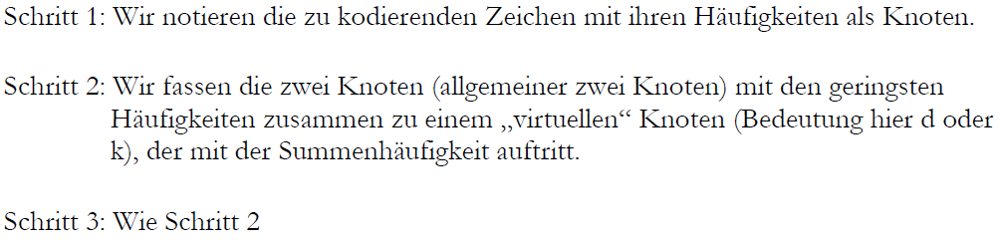 Schritt 1: Wir notieren die zu kodierenden Zeichen mit ihren Häufigkeiten als Knoten.
Schritt 2: Wir fassen die zwei Knoten (allgemeiner zwei Knoten) mit den geringsten
Häufigkeiten zusammen zu einem „virtuellen“ Knoten (Bedeutung hier d oder
k), der mit der Summenhäufigkeit auftritt.
Schritt 3: Wie Schritt 2